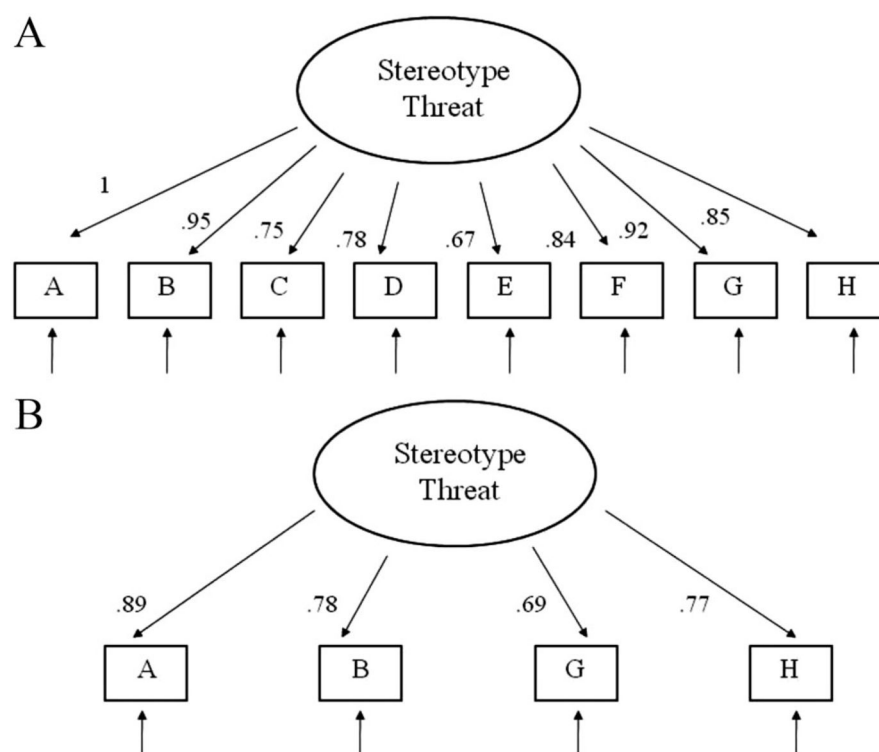 A
Stereotype
Threat
1
.95
.75
.78
.67
.84
.92
.85
A B C D E F G H
B
Stereotype
Threat
.89
.78
.69
.77
A B G H